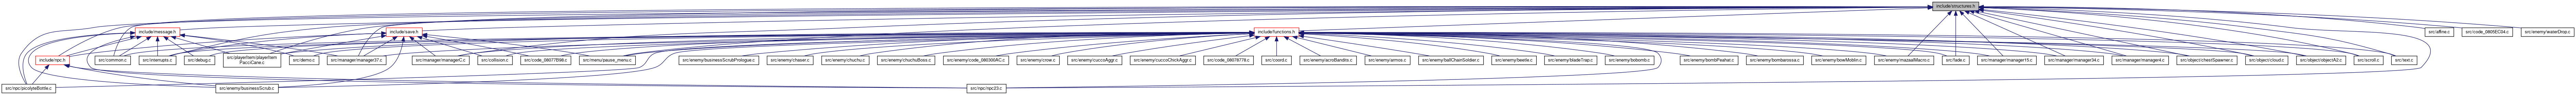 include/structures.h
include/message.h
include/save.h
include/functions.h
src/affine.c
src/code_0805EC04.c
src/enemy/waterDrop.c
include/npc.h
src/common.c
src/interrupts.c
src/debug.c
src/playerItem/playerItem
PacciCane.c
src/demo.c
src/manager/manager37.c
src/manager/managerC.c
src/collision.c
src/code_08077B98.c
src/menu/pause_menu.c
src/enemy/businessScrubPrologue.c
src/enemy/chaser.c
src/enemy/chuchu.c
src/enemy/chuchuBoss.c
src/enemy/crow.c
src/enemy/cuccoAggr.c
src/enemy/cuccoChickAggr.c
src/code_08078778.c
src/coord.c
src/enemy/acroBandits.c
src/enemy/armos.c
src/enemy/ballChainSoldier.c
src/enemy/beetle.c
src/enemy/bladeTrap.c
src/enemy/bobomb.c
src/enemy/bombPeahat.c
src/enemy/bombarossa.c
src/enemy/bowMoblin.c
src/enemy/mazaalMacro.c
src/fade.c
src/manager/manager15.c
src/manager/manager34.c
src/manager/manager4.c
src/object/chestSpawner.c
src/object/cloud.c
src/object/objectA2.c
src/scroll.c
src/text.c
src/npc/picolyteBottle.c
src/enemy/businessScrub.c
src/npc/npc23.c